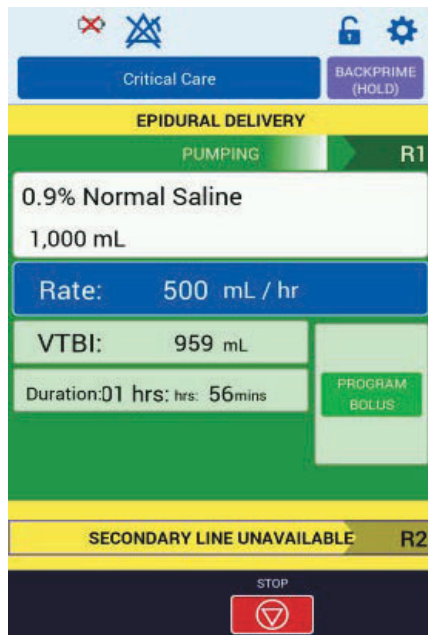 Critical Care
BACKPRIME
(HOLD)
EPIDURAL DELIVERY
PUMPING
R1
0.9% Normal Saline
1,000 mL
Rate: 500 mL / hr
VTBI: 959 mL
Duration:01 hrs: hrs: 56mins
PROGRAM
BOLUS
SECONDARY LINE UNAVAILABLE R2
STOP